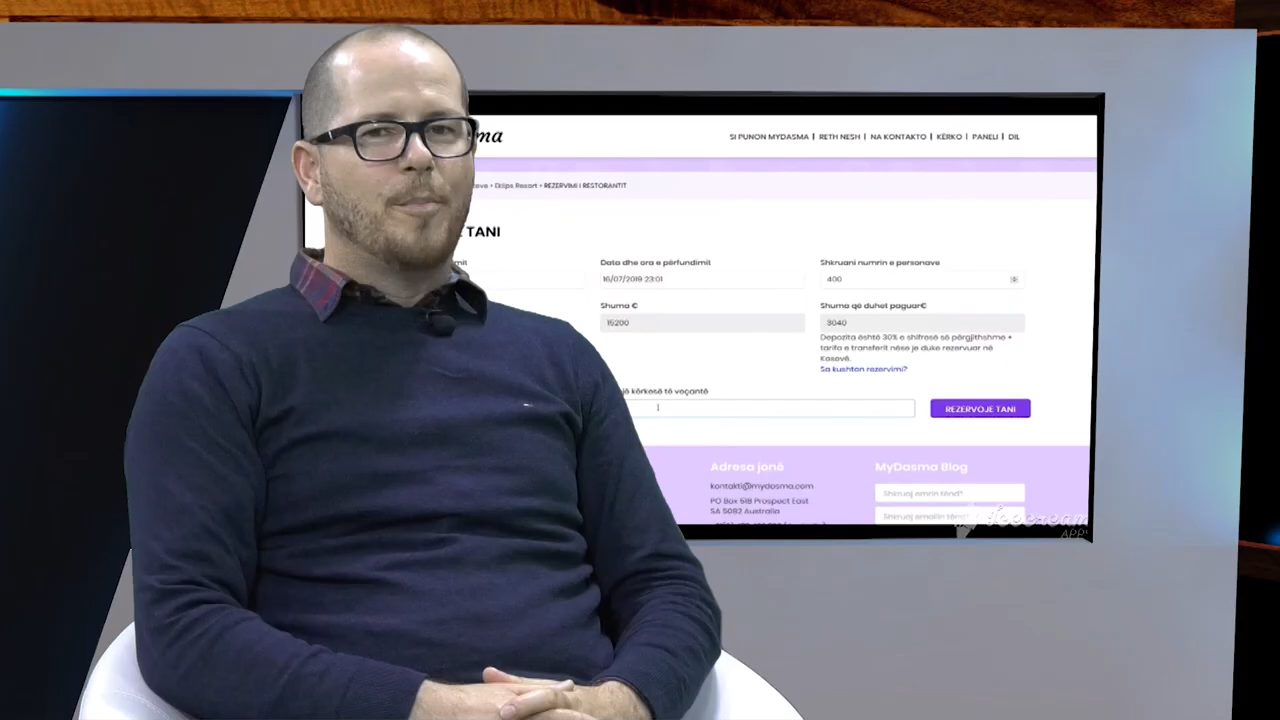 ma
SI PUNON MYDASMA | RETH NESH | NA KONTAKTO | KËRKO | PANELI | DIL
Eklips Resort • REZERVIMI I RESTORANTIT
TANI
Data dhe ora e përfundimit
Shkruani numrin e personave
16/07/2019 23:01
400
Shuma €
Shuma që duhet paguar€
15200
3040
Depozita është 30% e shifrësë së përgjithshme +
tarifa e transferit nëse je duke rezervuar në
Kosovë.
Sa kushton rezervimi?
kërkesë të veçantë
REZERVOJE TANI
Adresa jonë
MyDasma Blog
kontakti@mydasma.com
Shkruaj emrin tënd*
PO Box 618 Prospect East
SA 5082 Australia
Shkruaj emailin tënd*
APP